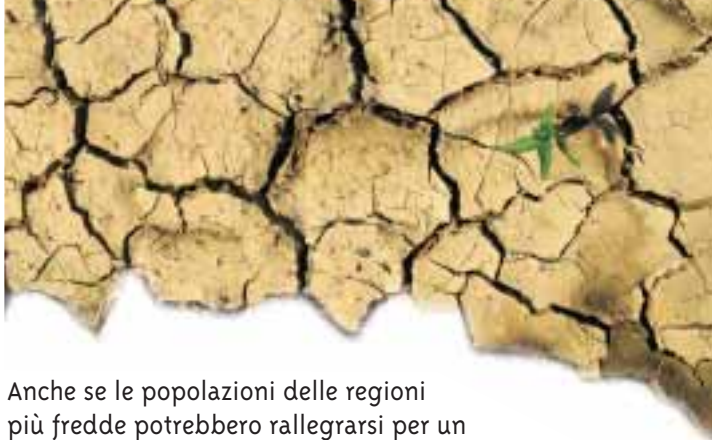 Anche se le popolazioni delle regioni
più fredde potrebbero rallegrarsi per un